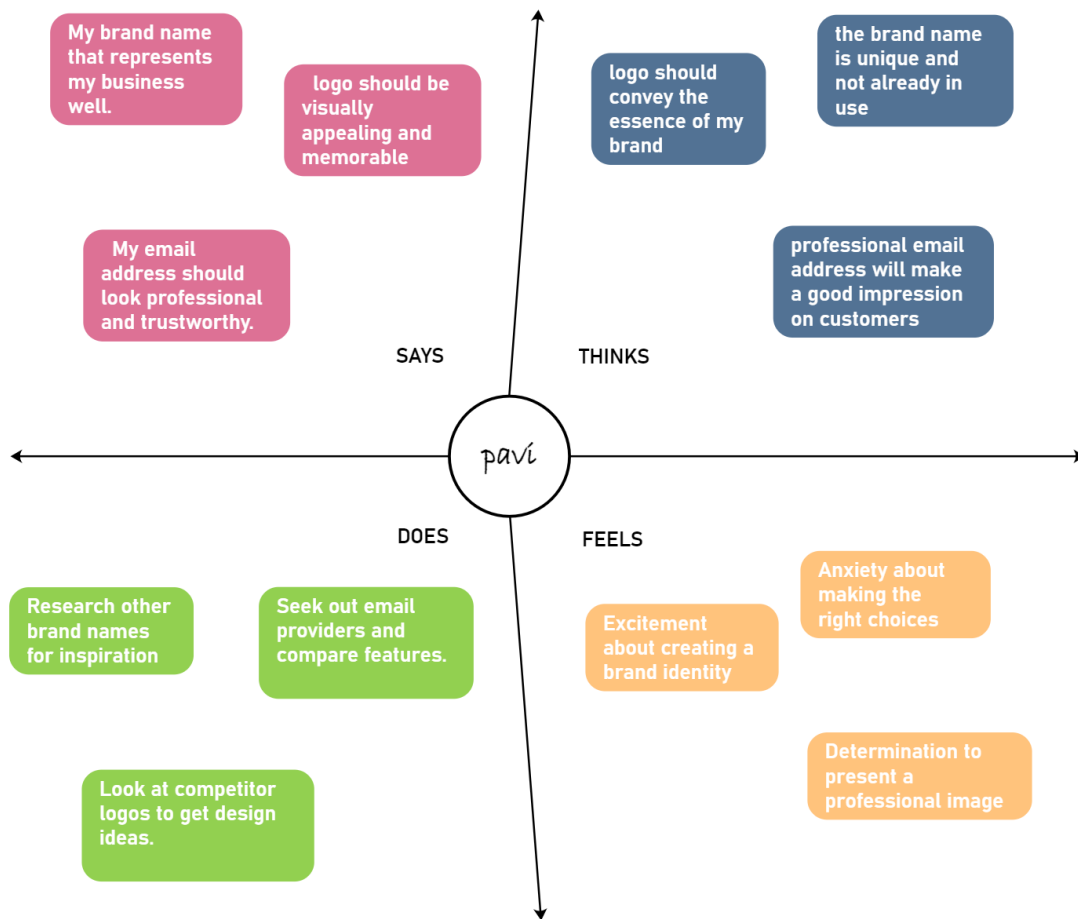 My brand name
that represents
my business
well.
logo should be
visually
appealing and
memorable
My email
address should
look professional
and trustworthy.
SAYS
logo should
convey the
essence of my
brand
the brand name
is unique and
not already in
use
professional email
address will make
a good impression
on customers
THINKS
pavi
DOES
Research other
brand names
for inspiration
Seek out email
providers and
compare features.
Look at competitor
logos to get design
ideas.
FEELS
Excitement
about creating a
brand identity
Anxiety about
making the
right choices
Determination to
present a
professional image